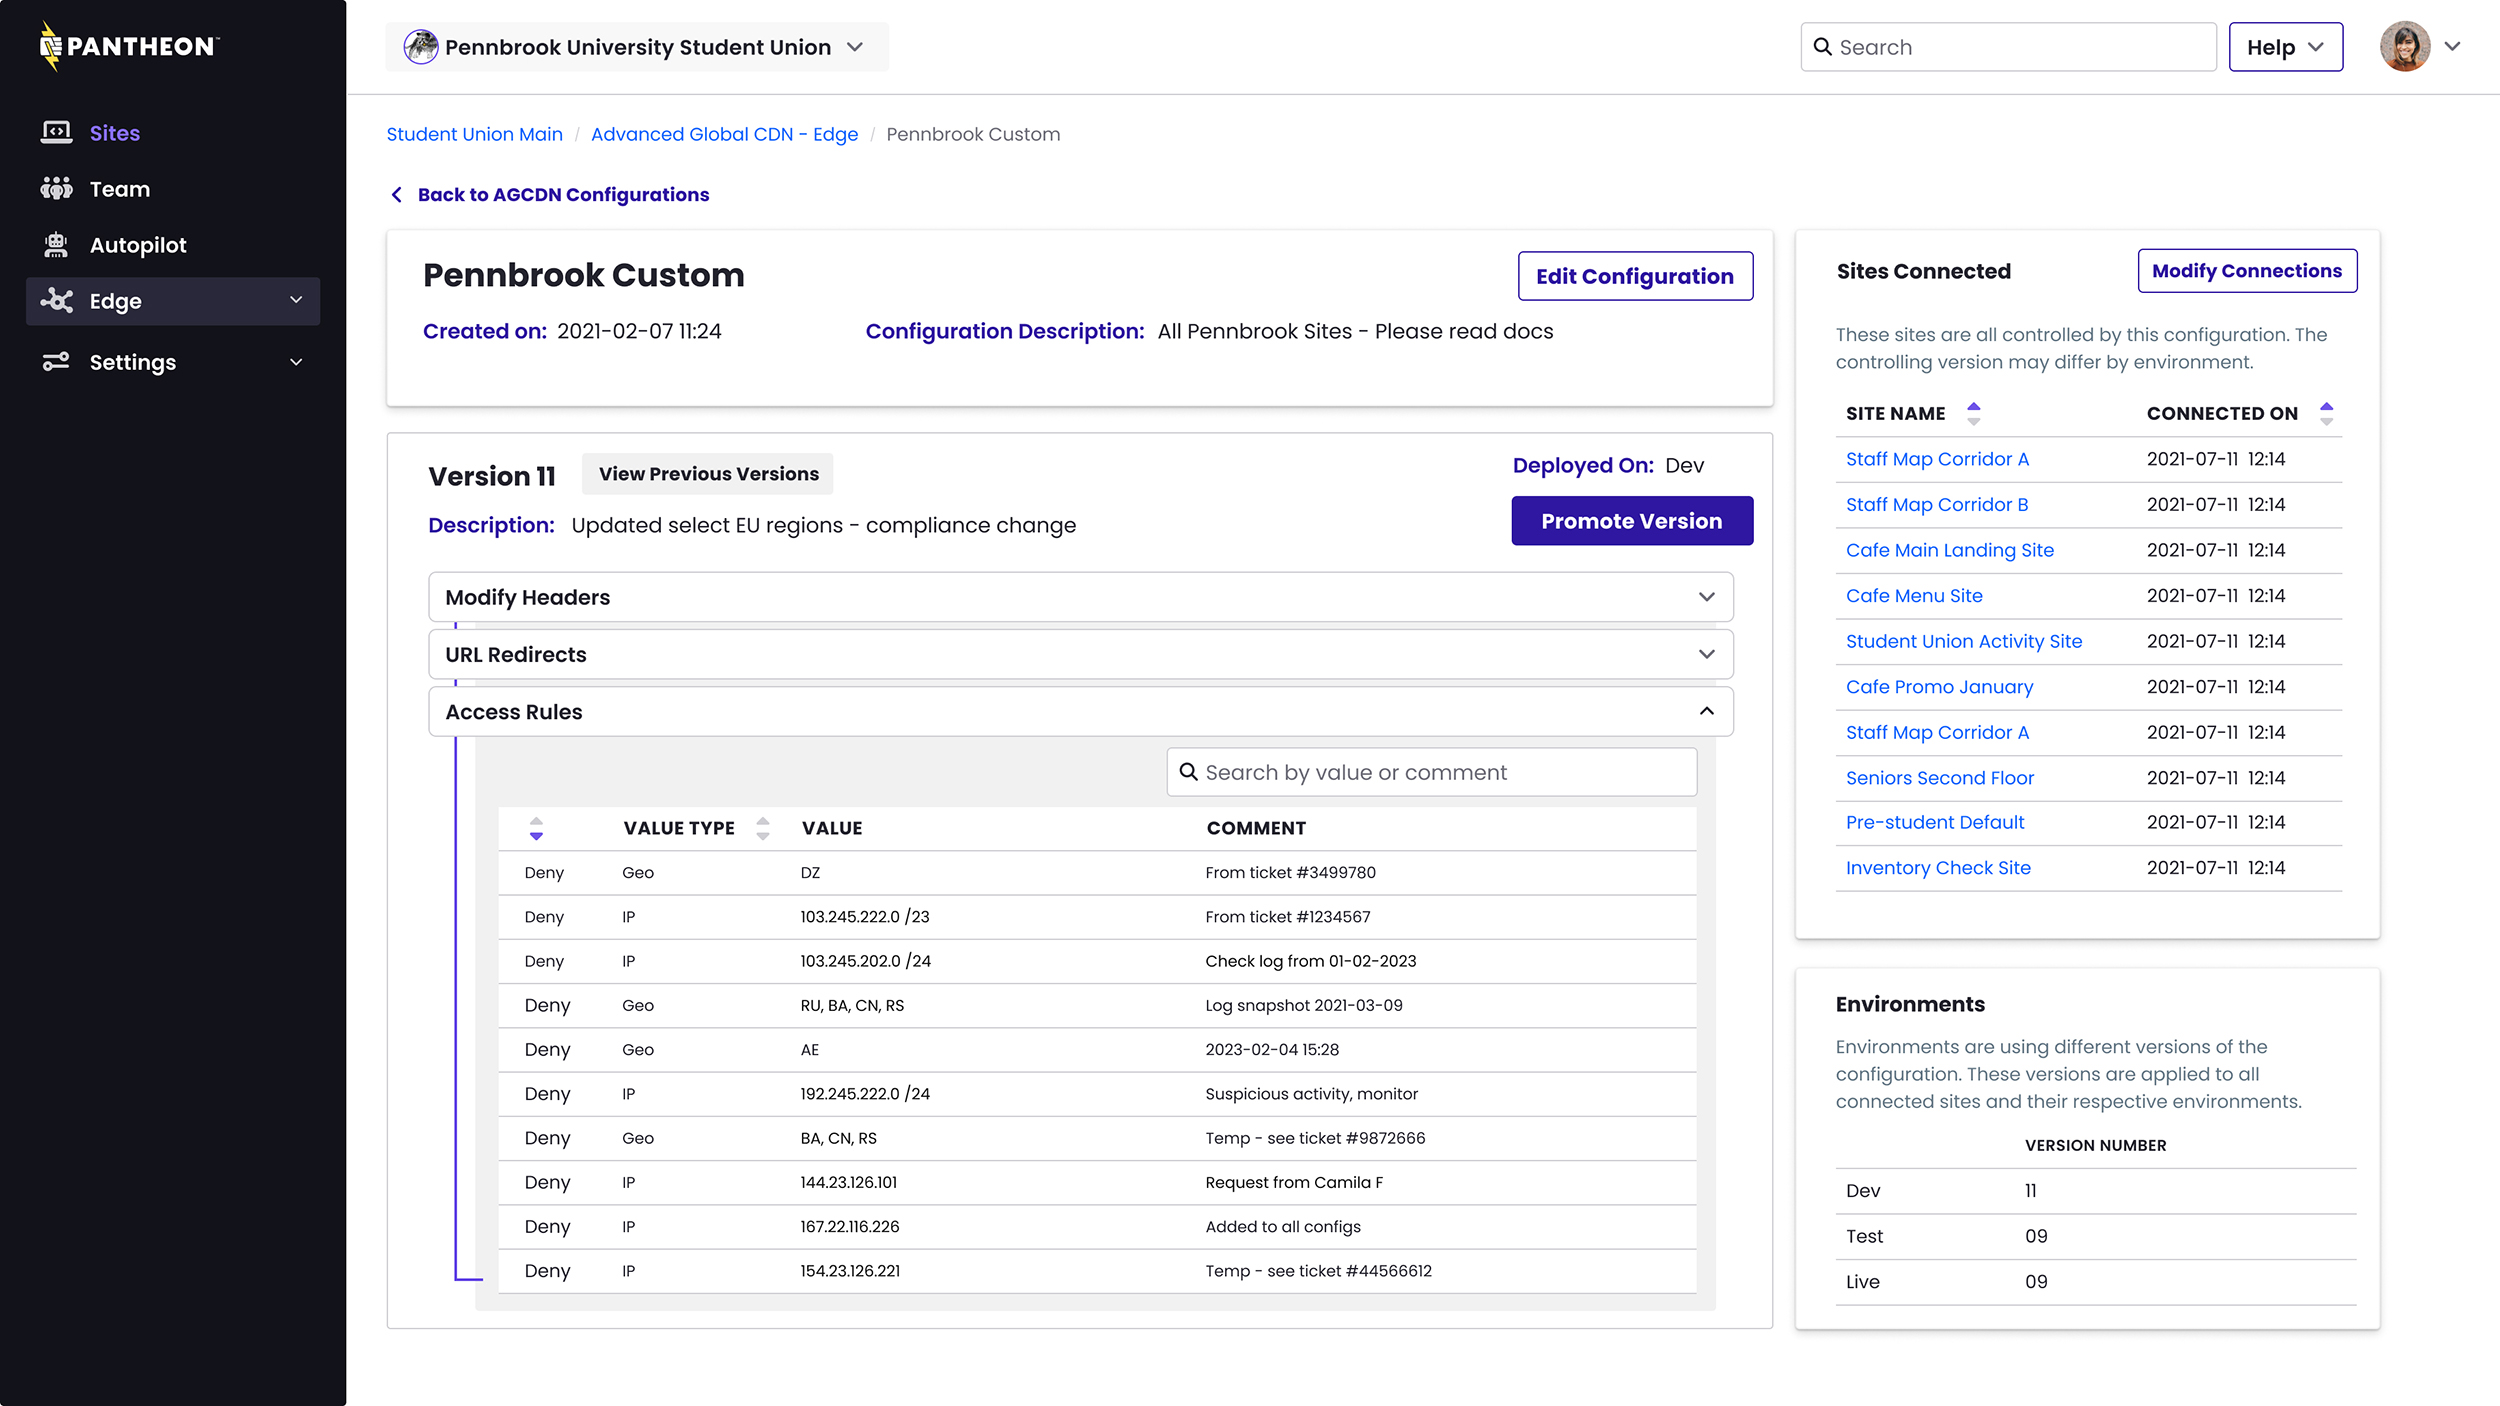 PANTHEON™
Sites
Team
Autopilot
Edge
Settings
Pennbrook University Student Union
Search
Help
Student Union Main / Advanced Global CDN - Edge / Pennbrook Custom
Back to AGCDN Configurations
Pennbrook Custom
Edit Configuration
Created on: 2021-02-07 11:24
Configuration Description: All Pennbrook Sites - Please read docs
Version 11
View Previous Versions
Deployed On: Dev
Promote Version
Description: Updated select EU regions - compliance change
Modify Headers
URL Redirects
Access Rules
Search by value or comment
VALUE TYPE VALUE COMMENT
Deny Geo DZ From ticket #3499780
Deny IP 103.245.222.0 /23 From ticket #1234567
Deny IP 103.245.202.0 /24 Check log from 01-02-2023
Deny Geo RU, BA, CN, RS Log snapshot 2021-03-09
Deny Geo AE 2023-02-04 15:28
Deny IP 192.245.222.0 /24 Suspicious activity, monitor
Deny Geo BA, CN, RS Temp - see ticket #9872666
Deny IP 144.23.126.101 Request from Camila F
Deny IP 167.22.116.226 Added to all configs
Deny IP 154.23.126.221 Temp - see ticket #44566612
Sites Connected
Modify Connections
These sites are all controlled by this configuration. The
controlling version may differ by environment.
SITE NAME CONNECTED ON
Staff Map Corridor A 2021-07-11 12:14
Staff Map Corridor B 2021-07-11 12:14
Cafe Main Landing Site 2021-07-11 12:14
Cafe Menu Site 2021-07-11 12:14
Student Union Activity Site 2021-07-11 12:14
Cafe Promo January 2021-07-11 12:14
Staff Map Corridor A 2021-07-11 12:14
Seniors Second Floor 2021-07-11 12:14
Pre-student Default 2021-07-11 12:14
Inventory Check Site 2021-07-11 12:14
Environments
Environments are using different versions of the
configuration. These versions are applied to all
connected sites and their respective environments.
VERSION NUMBER
Dev 11
Test 09
Live 09